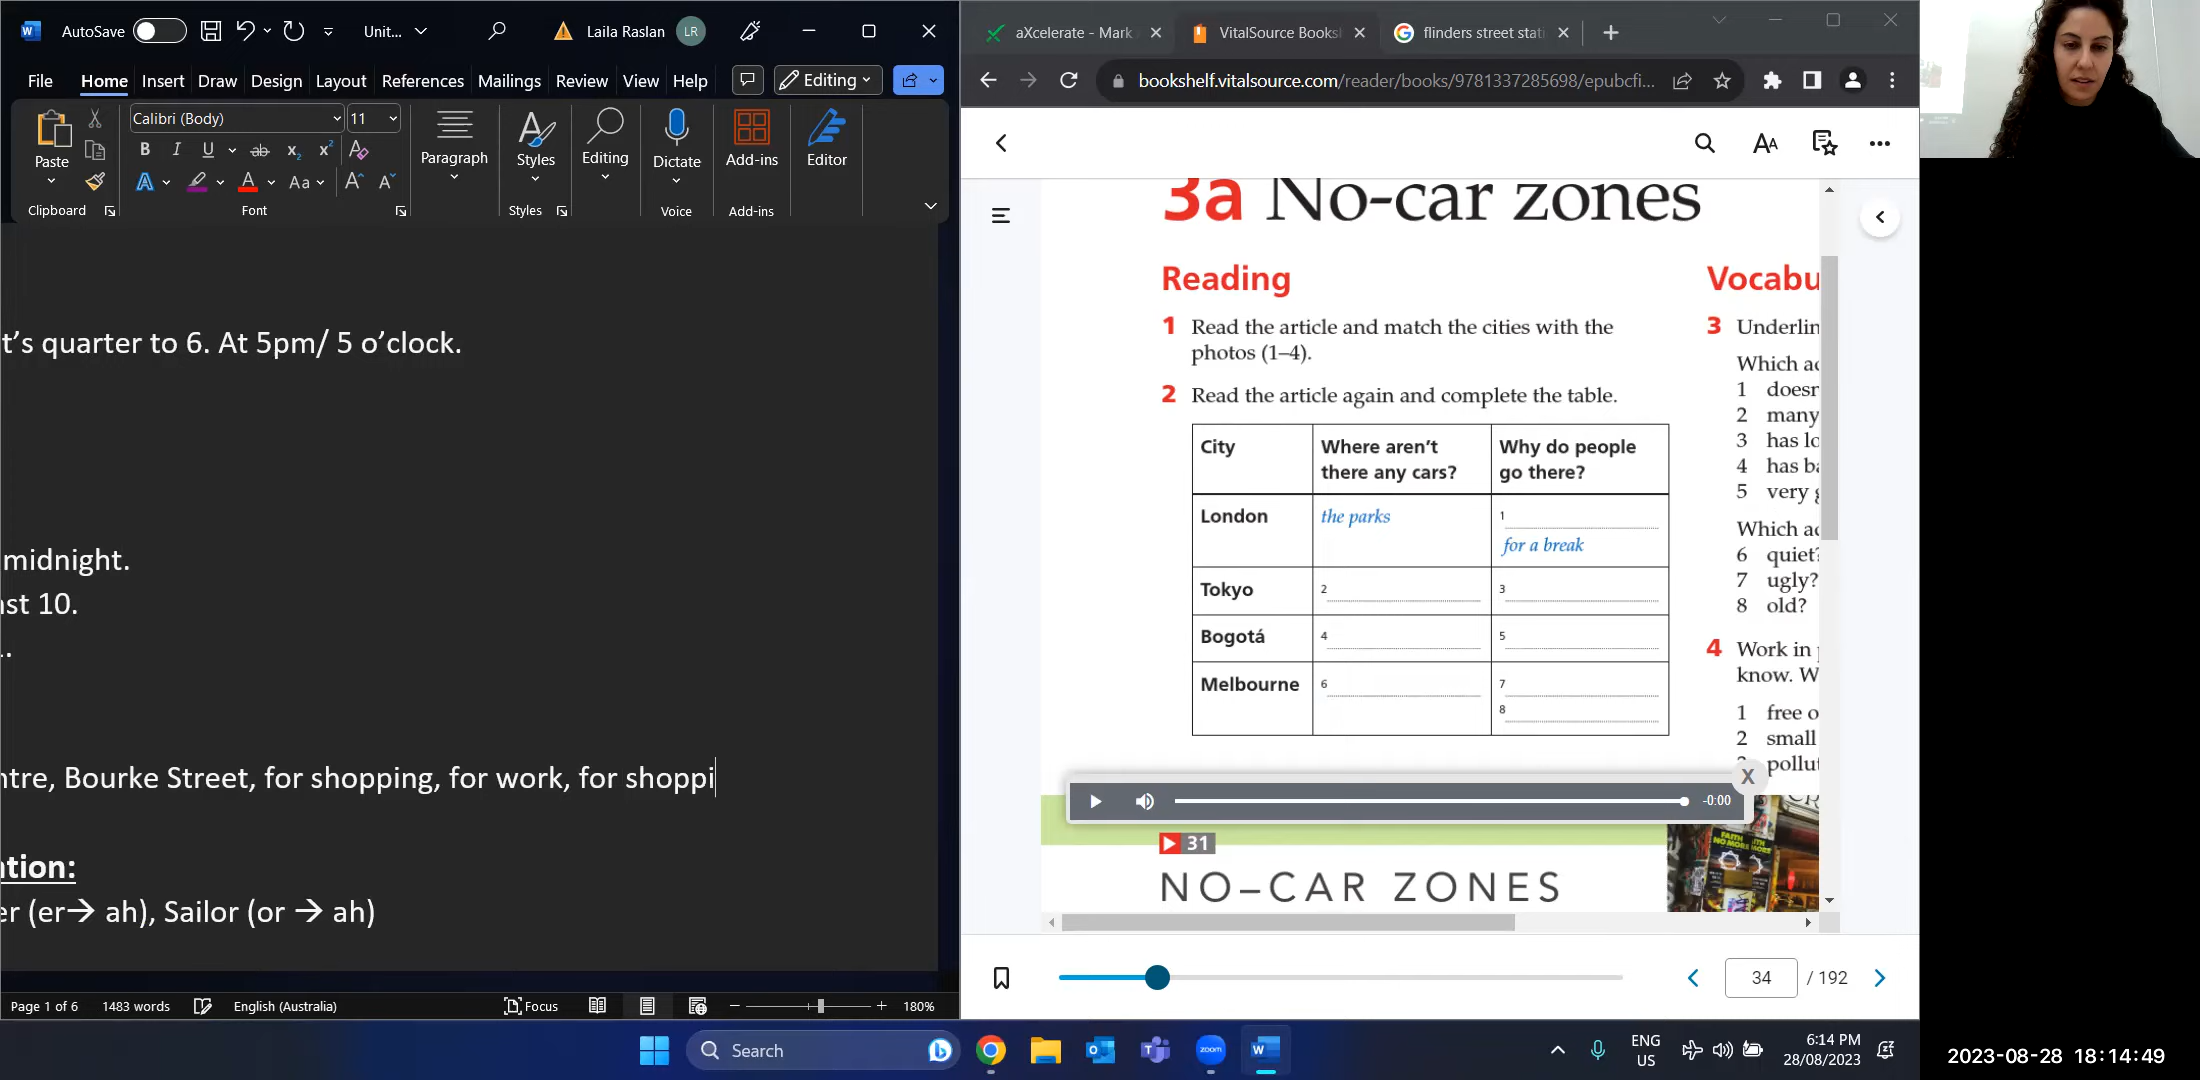 AutoSave
Unit...
Laila Raslan
LR
File Home Insert Draw Design Layout References Mailings Review View Help
Editing
Calibri (Body)
11
Paste
Paragraph
Styles
Editing
Dictate
Add-ins
Editor
Clipboard
Font
Styles
Voice
Add-ins
t’s quarter to 6. At 5pm/ 5 o’clock.
midnight.
st 10.
ntre, Bourke Street, for shopping, for work, for shoppi
tion:
er (er→ ah), Sailor (or → ah)
Page 1 of 6
1483 words
English (Australia)
Focus
180%
aXcelerate - Mark
VitalSource Booksl
flinders street stati
bookshelf.vitalsource.com/reader/books/9781337285698/epubcfi...
3a No-car zones
Reading
1 Read the article and match the cities with the
photos (1–4).
2 Read the article again and complete the table.
City
Where aren’t
there any cars?
Why do people
go there?
London
the parks
1
for a break
Tokyo
2
3
Bogotá
4
5
Melbourne
6
7
8
Vocabu
3 Underlin
Which ac
1 doesn
2 many
3 has lo
4 has ba
5 very g
Which ac
6 quiet?
7 ugly?
8 old?
4 Work in p
know. W
1 free o
2 small
pollut
X
-0:00
31
NO–CAR ZONES
FAITH
NO MORE
34 / 192
Search
zoom
ENG
US
6:14 PM
28/08/2023
2023-08-28 18:14:49